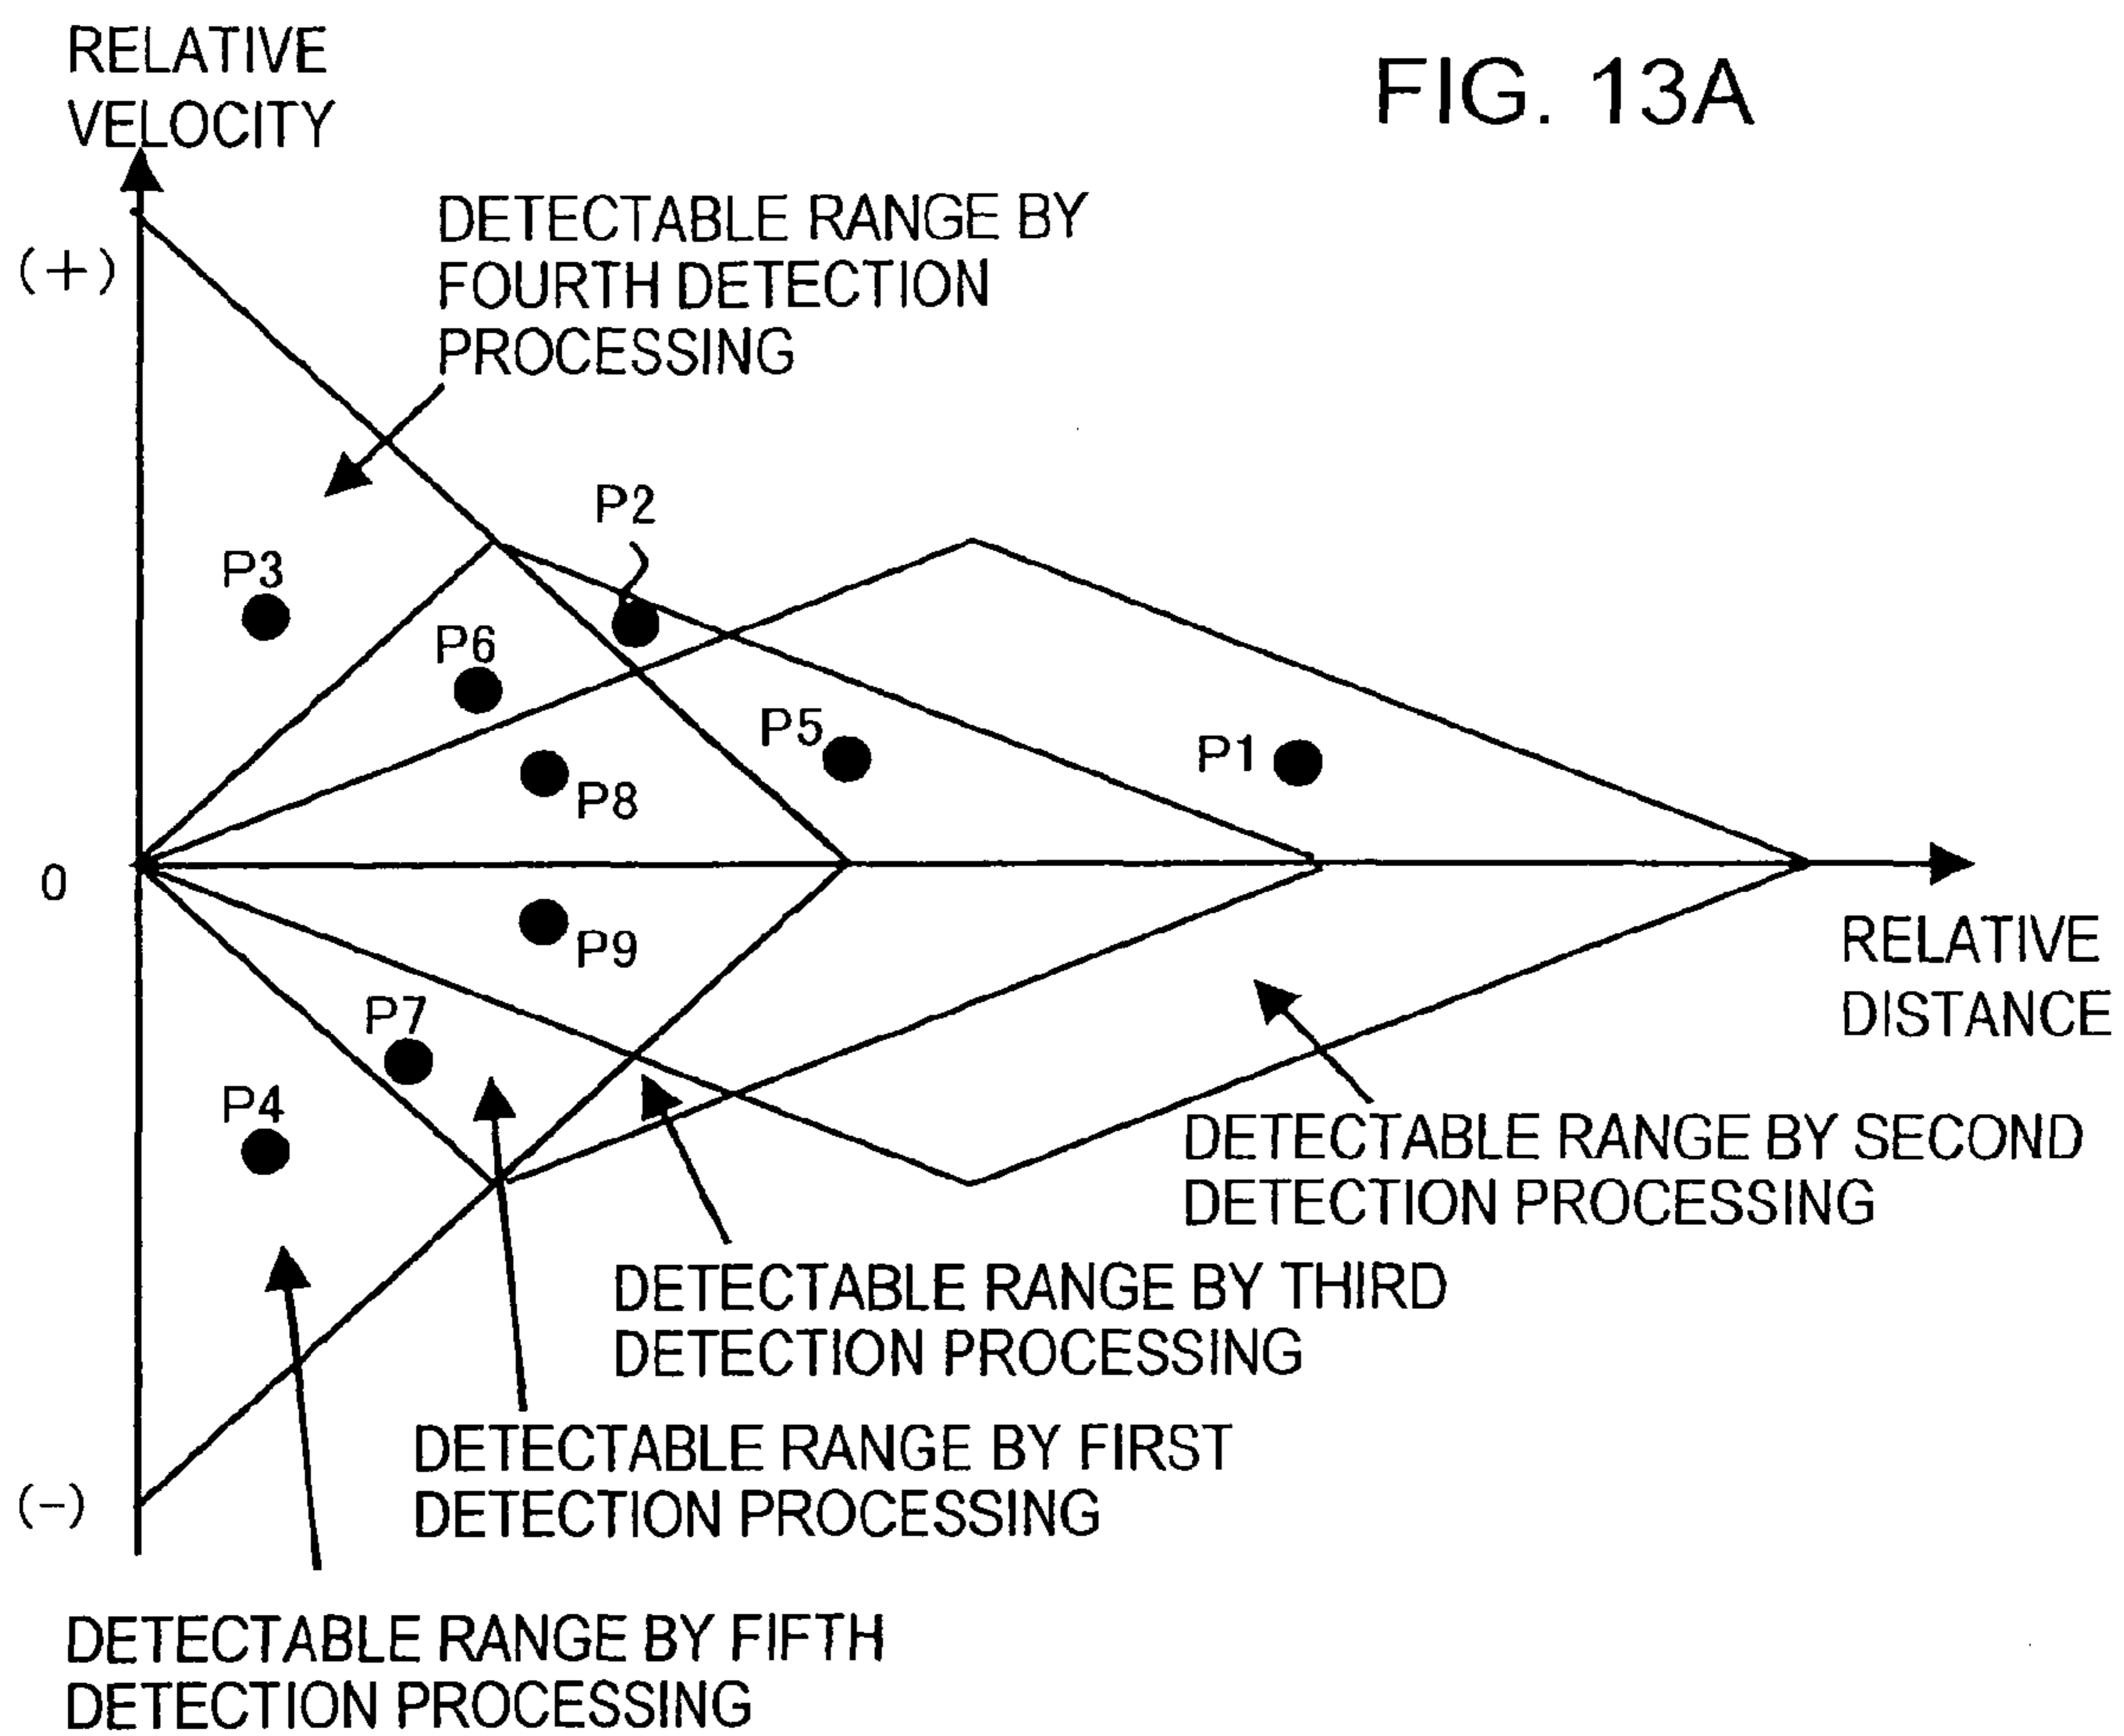 RELATIVE
VELOCITY
FIG. 13A
(+)
DETECTABLE RANGE BY
FOURTH DETECTION
PROCESSING
P2
P3
P6
P5
P1
P8
0
P9
RELATIVE
DISTANCE
P7
P4
DETECTABLE RANGE BY SECOND
DETECTION PROCESSING
DETECTABLE RANGE BY THIRD
DETECTION PROCESSING
DETECTABLE RANGE BY FIRST
DETECTION PROCESSING
(-)
DETECTABLE RANGE BY FIFTH
DETECTION PROCESSING